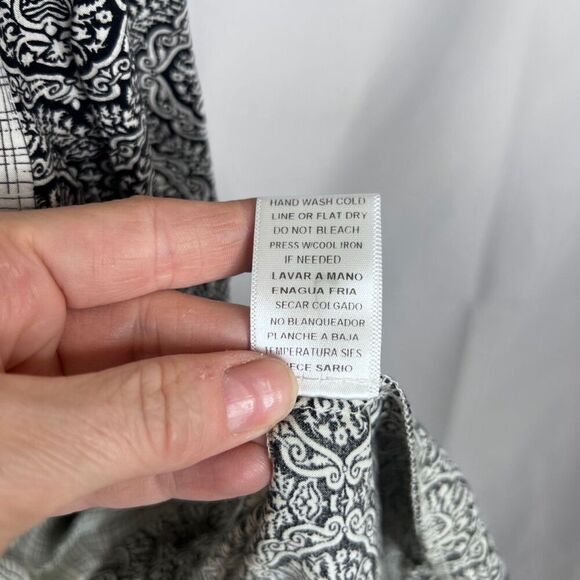 HAND WASH COLD
LINE OR FLAT DRY
DO NOT BLEACH
PRESS W/COOL IRON
IF NEEDED
LAVAR A MANO
ENAGUA FRIA
SECAR COLGADO
NO BLANQUEADOR
PLANCHE A BAJA
TEMPERATURA SIES
ECE SARIO